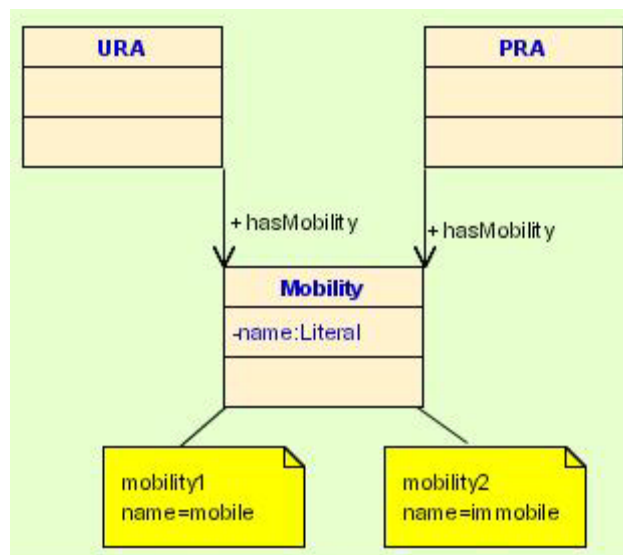 URA
PRA
+hasMobility
+hasMobility
Mobility
-name:Literal
mobility1
name=mobile
mobility2
name=immobile